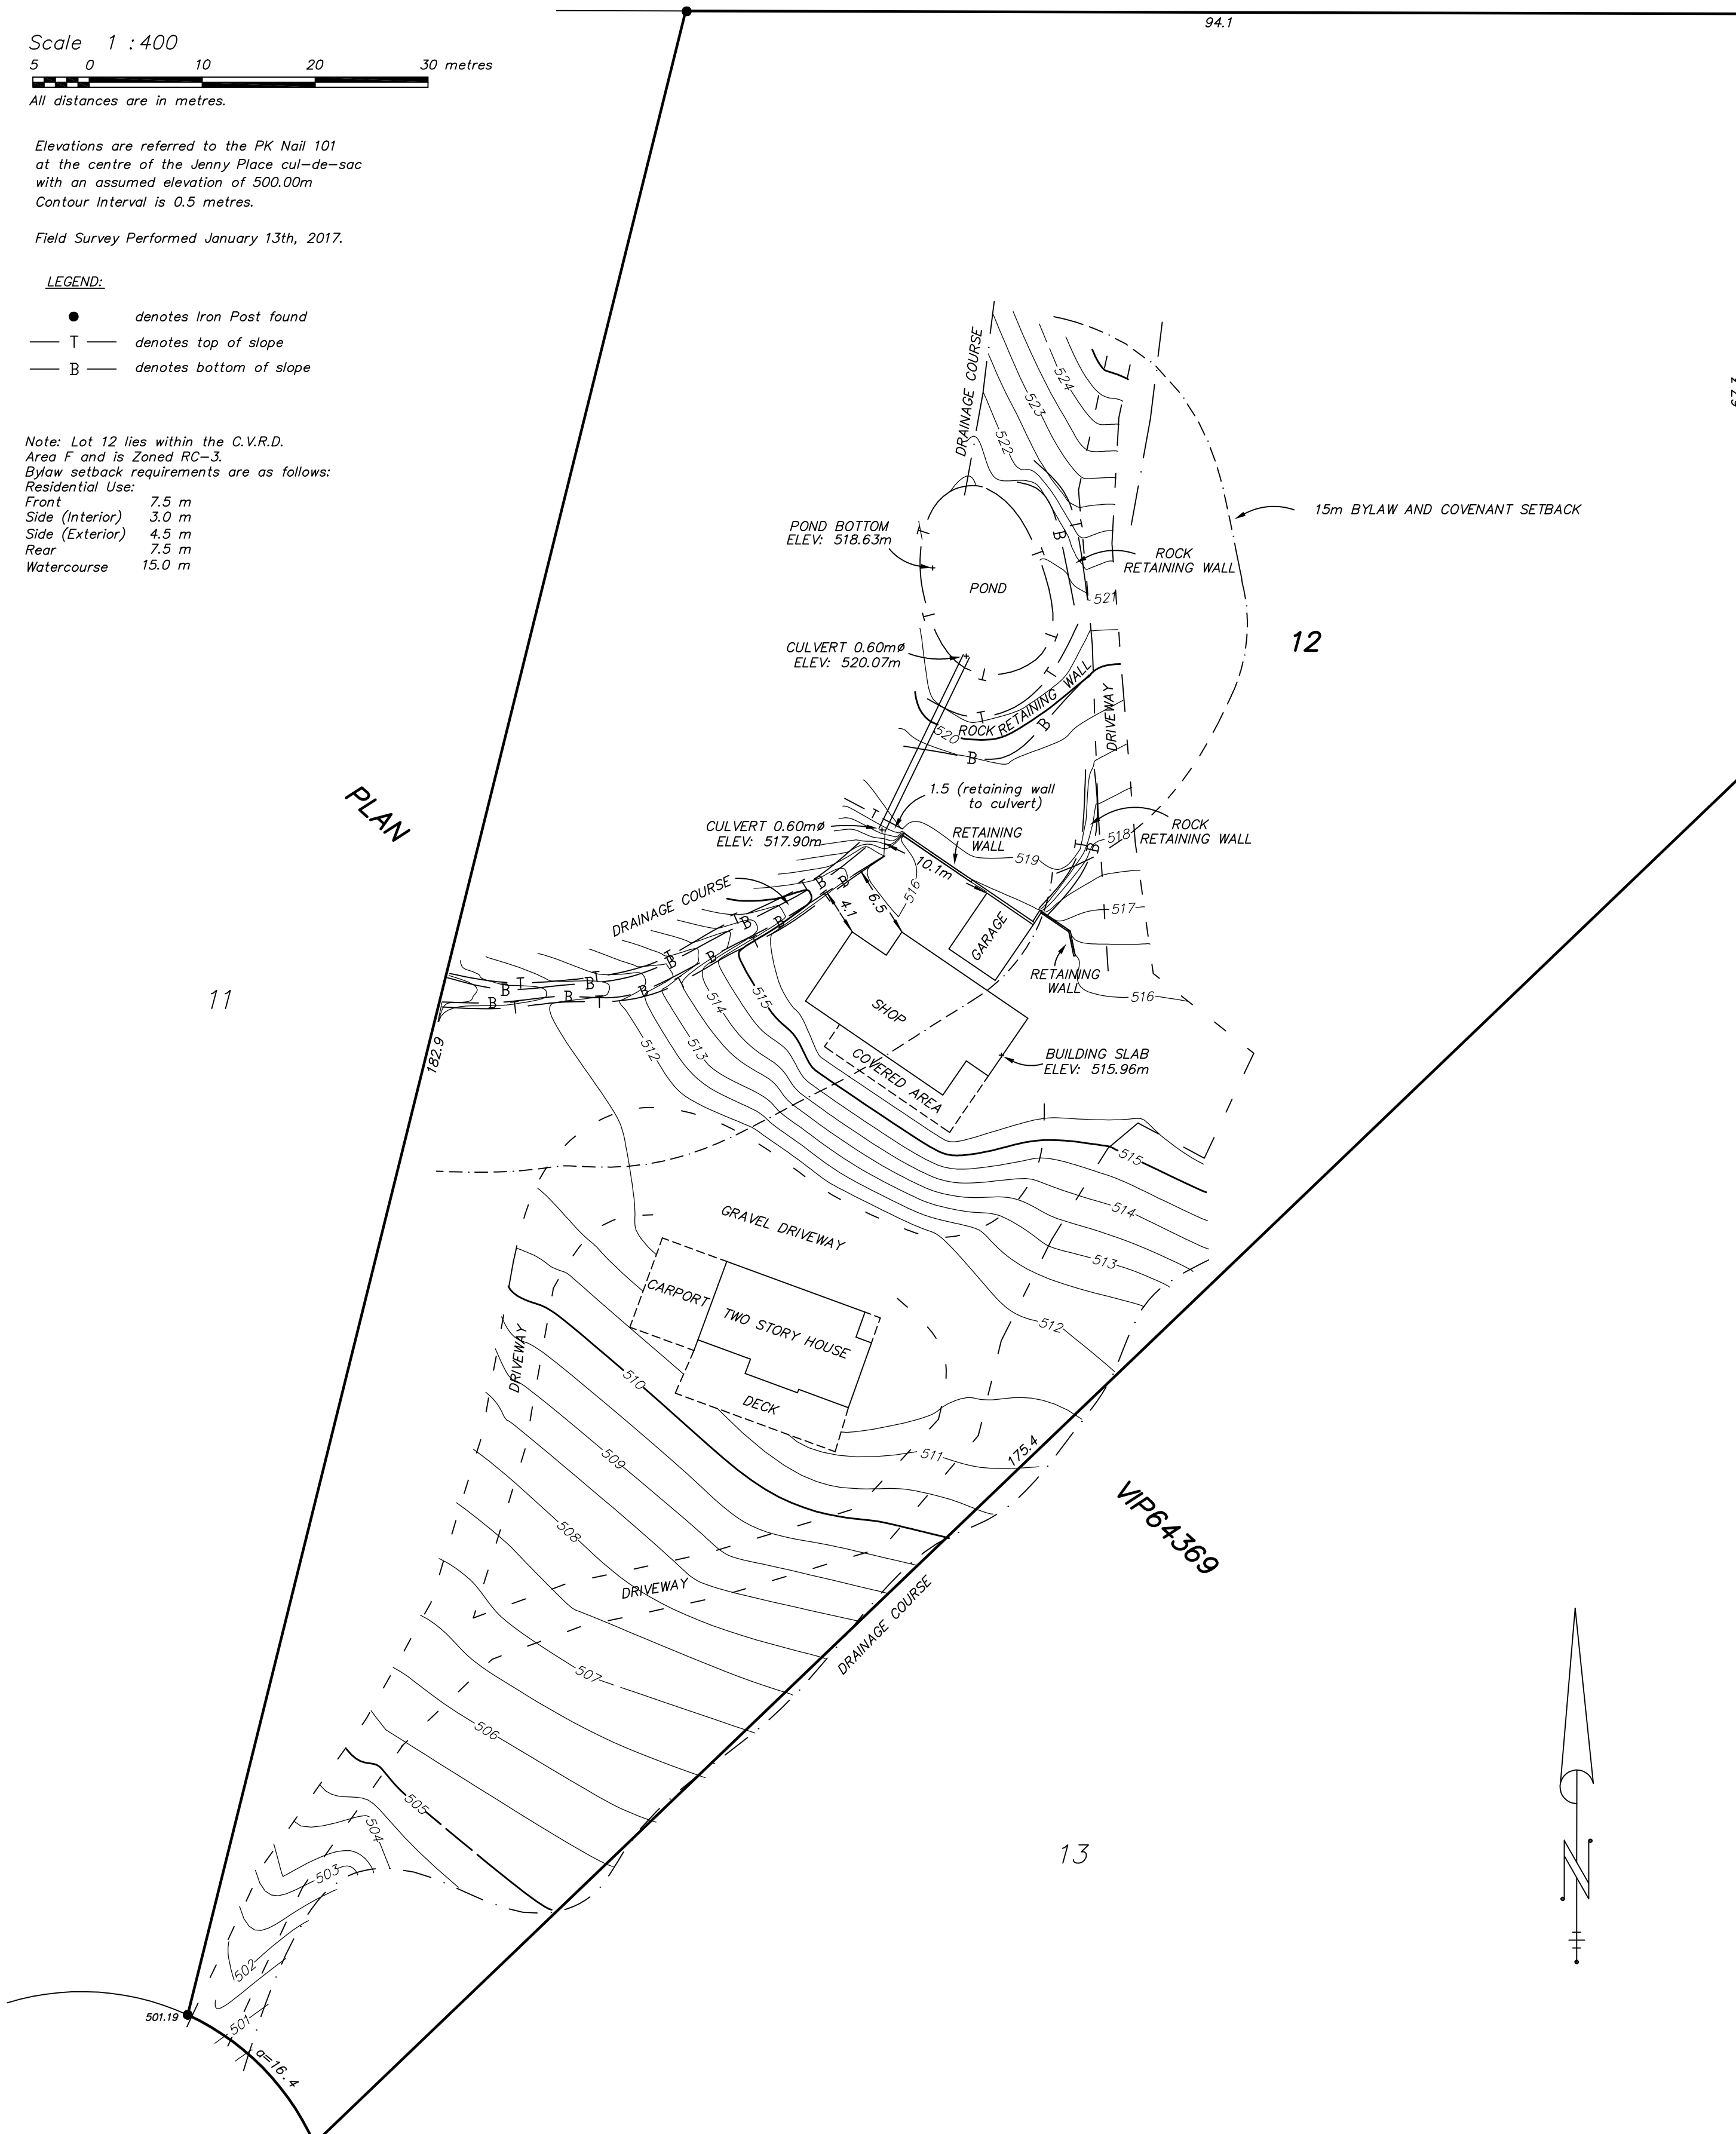 94.1
Scale 1 : 400
5 0 10 20 30 metres
All distances are in metres.
Elevations are referred to the PK Nail 101
at the centre of the Jenny Place cul-de-sac
with an assumed elevation of 500.00m
Contour Interval is 0.5 metres.
Field Survey Performed January 13th, 2017.
LEGEND:
denotes Iron Post found
T denotes top of slope
B denotes bottom of slope
Note: Lot 12 lies within the C.V.R.D.
Area F and is Zoned RC-3.
Bylaw setback requirements are as follows:
Residential Use:
Front 7.5 m
Side (Interior) 3.0 m
Side (Exterior) 4.5 m
Rear 7.5 m
Watercourse 15.0 m
DRAINAGE COURSE
524
523
522
15m BYLAW AND COVENANT SETBACK
POND BOTTOM
ELEV: 518.63m
ROCK
RETAINING WALL
POND
521
12
CULVERT 0.60mø
ELEV: 520.07m
ROCK RETAINING WALL
520
DRIVEWAY
PLAN
1.5 (retaining wall
to culvert)
CULVERT 0.60mø
ELEV: 517.90m
RETAINING
WALL
ROCK
RETAINING WALL
518
519
10.1m
516
6.5
4.1
517
DRAINAGE COURSE
GARAGE
RETAINING
WALL
516
11
SHOP
515
514
513
512
182.9
COVERED AREA
BUILDING SLAB
ELEV: 515.96m
515
514
513
512
GRAVEL DRIVEWAY
CARPORT
TWO STORY HOUSE
DECK
DRIVEWAY
510
511
175.4
509
508
VIP64369
DRIVEWAY
DRAINAGE COURSE
507
506
505
504
503
13
N
502
501.19
501
a=16.4